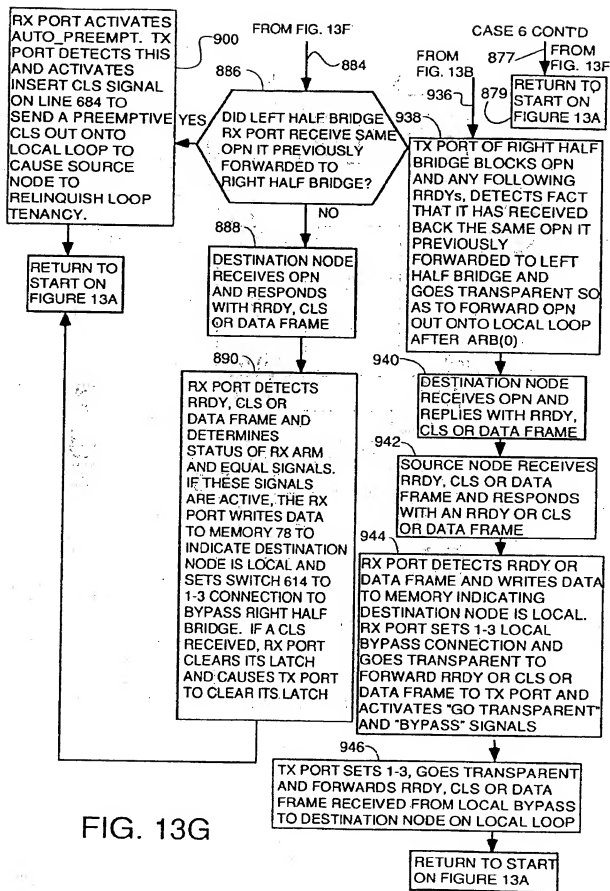 RX PORT ACTIVATES
AUTO_PREEMPT. TX
PORT DETECTS THIS
AND ACTIVATES
INSERT CLS SIGNAL
ON LINE 684 TO
SEND A PREEMPTIVE
CLS OUT ONTO
LOCAL LOOP TO
CAUSE SOURCE
NODE TO
RELINQUISH LOOP
TENANCY.
900
RETURN TO
START ON
FIGURE 13A
FROM FIG. 13F
884
886
DID LEFT HALF BRIDGE
RX PORT RECEIVE SAME
OPN IT PREVIOUSLY
FORWARDED TO
RIGHT HALF BRIDGE?
YES
NO
888
DESTINATION NODE
RECEIVES OPN
AND RESPONDS
WITH RRDY, CLS
OR DATA FRAME
890
RX PORT DETECTS
RRDY, CLS OR
DATA FRAME AND
DETERMINES
STATUS OF RX ARM
AND EQUAL SIGNALS.
IF THESE SIGNALS
ARE ACTIVE, THE RX
PORT WRITES DATA
TO MEMORY 78 TO
INDICATE DESTINATION
NODE IS LOCAL AND
SETS SWITCH 614 TO
1-3 CONNECTION TO
BYPASS RIGHT HALF
BRIDGE. IF A CLS
RECEIVED, RX PORT
CLEARS ITS LATCH
AND CAUSES TX PORT
TO CLEAR ITS LATCH
CASE 6 CONT'D
877
FROM
FIG. 13F
879
RETURN TO
START ON
FIGURE 13A
FROM
FIG. 13B
936
938
TX PORT OF RIGHT HALF
BRIDGE BLOCKS OPN
AND ANY FOLLOWING
RRDYs, DETECTS FACT
THAT IT HAS RECEIVED
BACK THE SAME OPN IT
PREVIOUSLY
FORWARDED TO LEFT
HALF BRIDGE AND
GOES TRANSPARENT SO
AS TO FORWARD OPN
OUT ONTO LOCAL LOOP
AFTER ARB(0)
940
DESTINATION NODE
RECEIVES OPN AND
REPLIES WITH RRDY,
CLS OR DATA FRAME
942
SOURCE NODE RECEIVES
RRDY, CLS OR DATA
FRAME AND RESPONDS
WITH AN RRDY OR CLS
OR DATA FRAME
944
RX PORT DETECTS RRDY OR
DATA FRAME AND WRITES DATA
TO MEMORY INDICATING
DESTINATION NODE IS LOCAL.
RX PORT SETS 1-3 LOCAL
BYPASS CONNECTION AND
GOES TRANSPARENT TO
FORWARD RRDY OR CLS OR
DATA FRAME TO TX PORT AND
ACTIVATES "GO TRANSPARENT"
AND "BYPASS" SIGNALS
946
TX PORT SETS 1-3, GOES TRANSPARENT
AND FORWARDS RRDY, CLS OR DATA
FRAME RECEIVED FROM LOCAL BYPASS
TO DESTINATION NODE ON LOCAL LOOP
RETURN TO START
ON FIGURE 13A
FIG. 13G